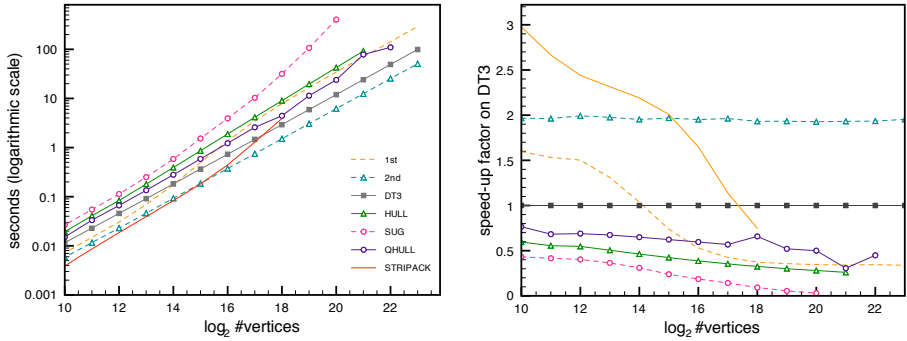 seconds (logarithmic scale)
100
10
1
0.1
0.01
0.001
10 12 14 16 18 20 22
log2 #vertices
1st
2nd
DT3
HULL
SUG
QHULL
STRIPACK
speed-up factor on DT3
3
2.5
2
1.5
1
0.5
0
10 12 14 16 18 20 22
log2 #vertices